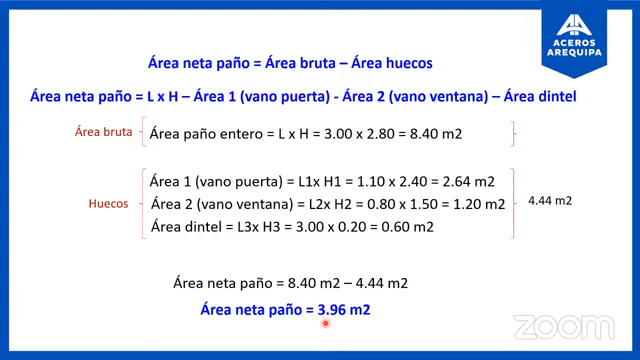 ACEROS
AREQUIPA
Área neta paño = Área bruta – Área huecos
Área neta paño = L x H – Área 1 (vano puerta) - Área 2 (vano ventana) – Área dintel
Área bruta
Área paño entero = L x H = 3.00 x 2.80 = 8.40 m2
Huecos
Área 1 (vano puerta) = L1x H1 = 1.10 x 2.40 = 2.64 m2
Área 2 (vano ventana) = L2x H2 = 0.80 x 1.50 = 1.20 m2
Área dintel = L3x H3 = 3.00 x 0.20 = 0.60 m2
4.44 m2
Área neta paño = 8.40 m2 – 4.44 m2
Área neta paño = 3.96 m2
zoom